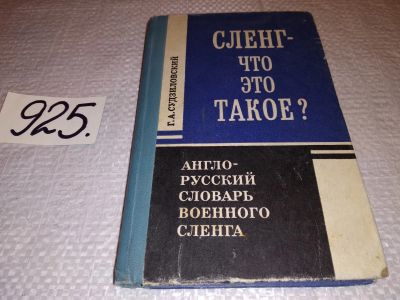 925.
Г.А.СУДЗИЛОВСКИЙ
СЛЕНГ-
ЧТО
ЭТО
ТАКОЕ?
АНГЛО-
РУССКИЙ
СЛОВАРЬ
ВОЕННОГО
СЛЕНГА